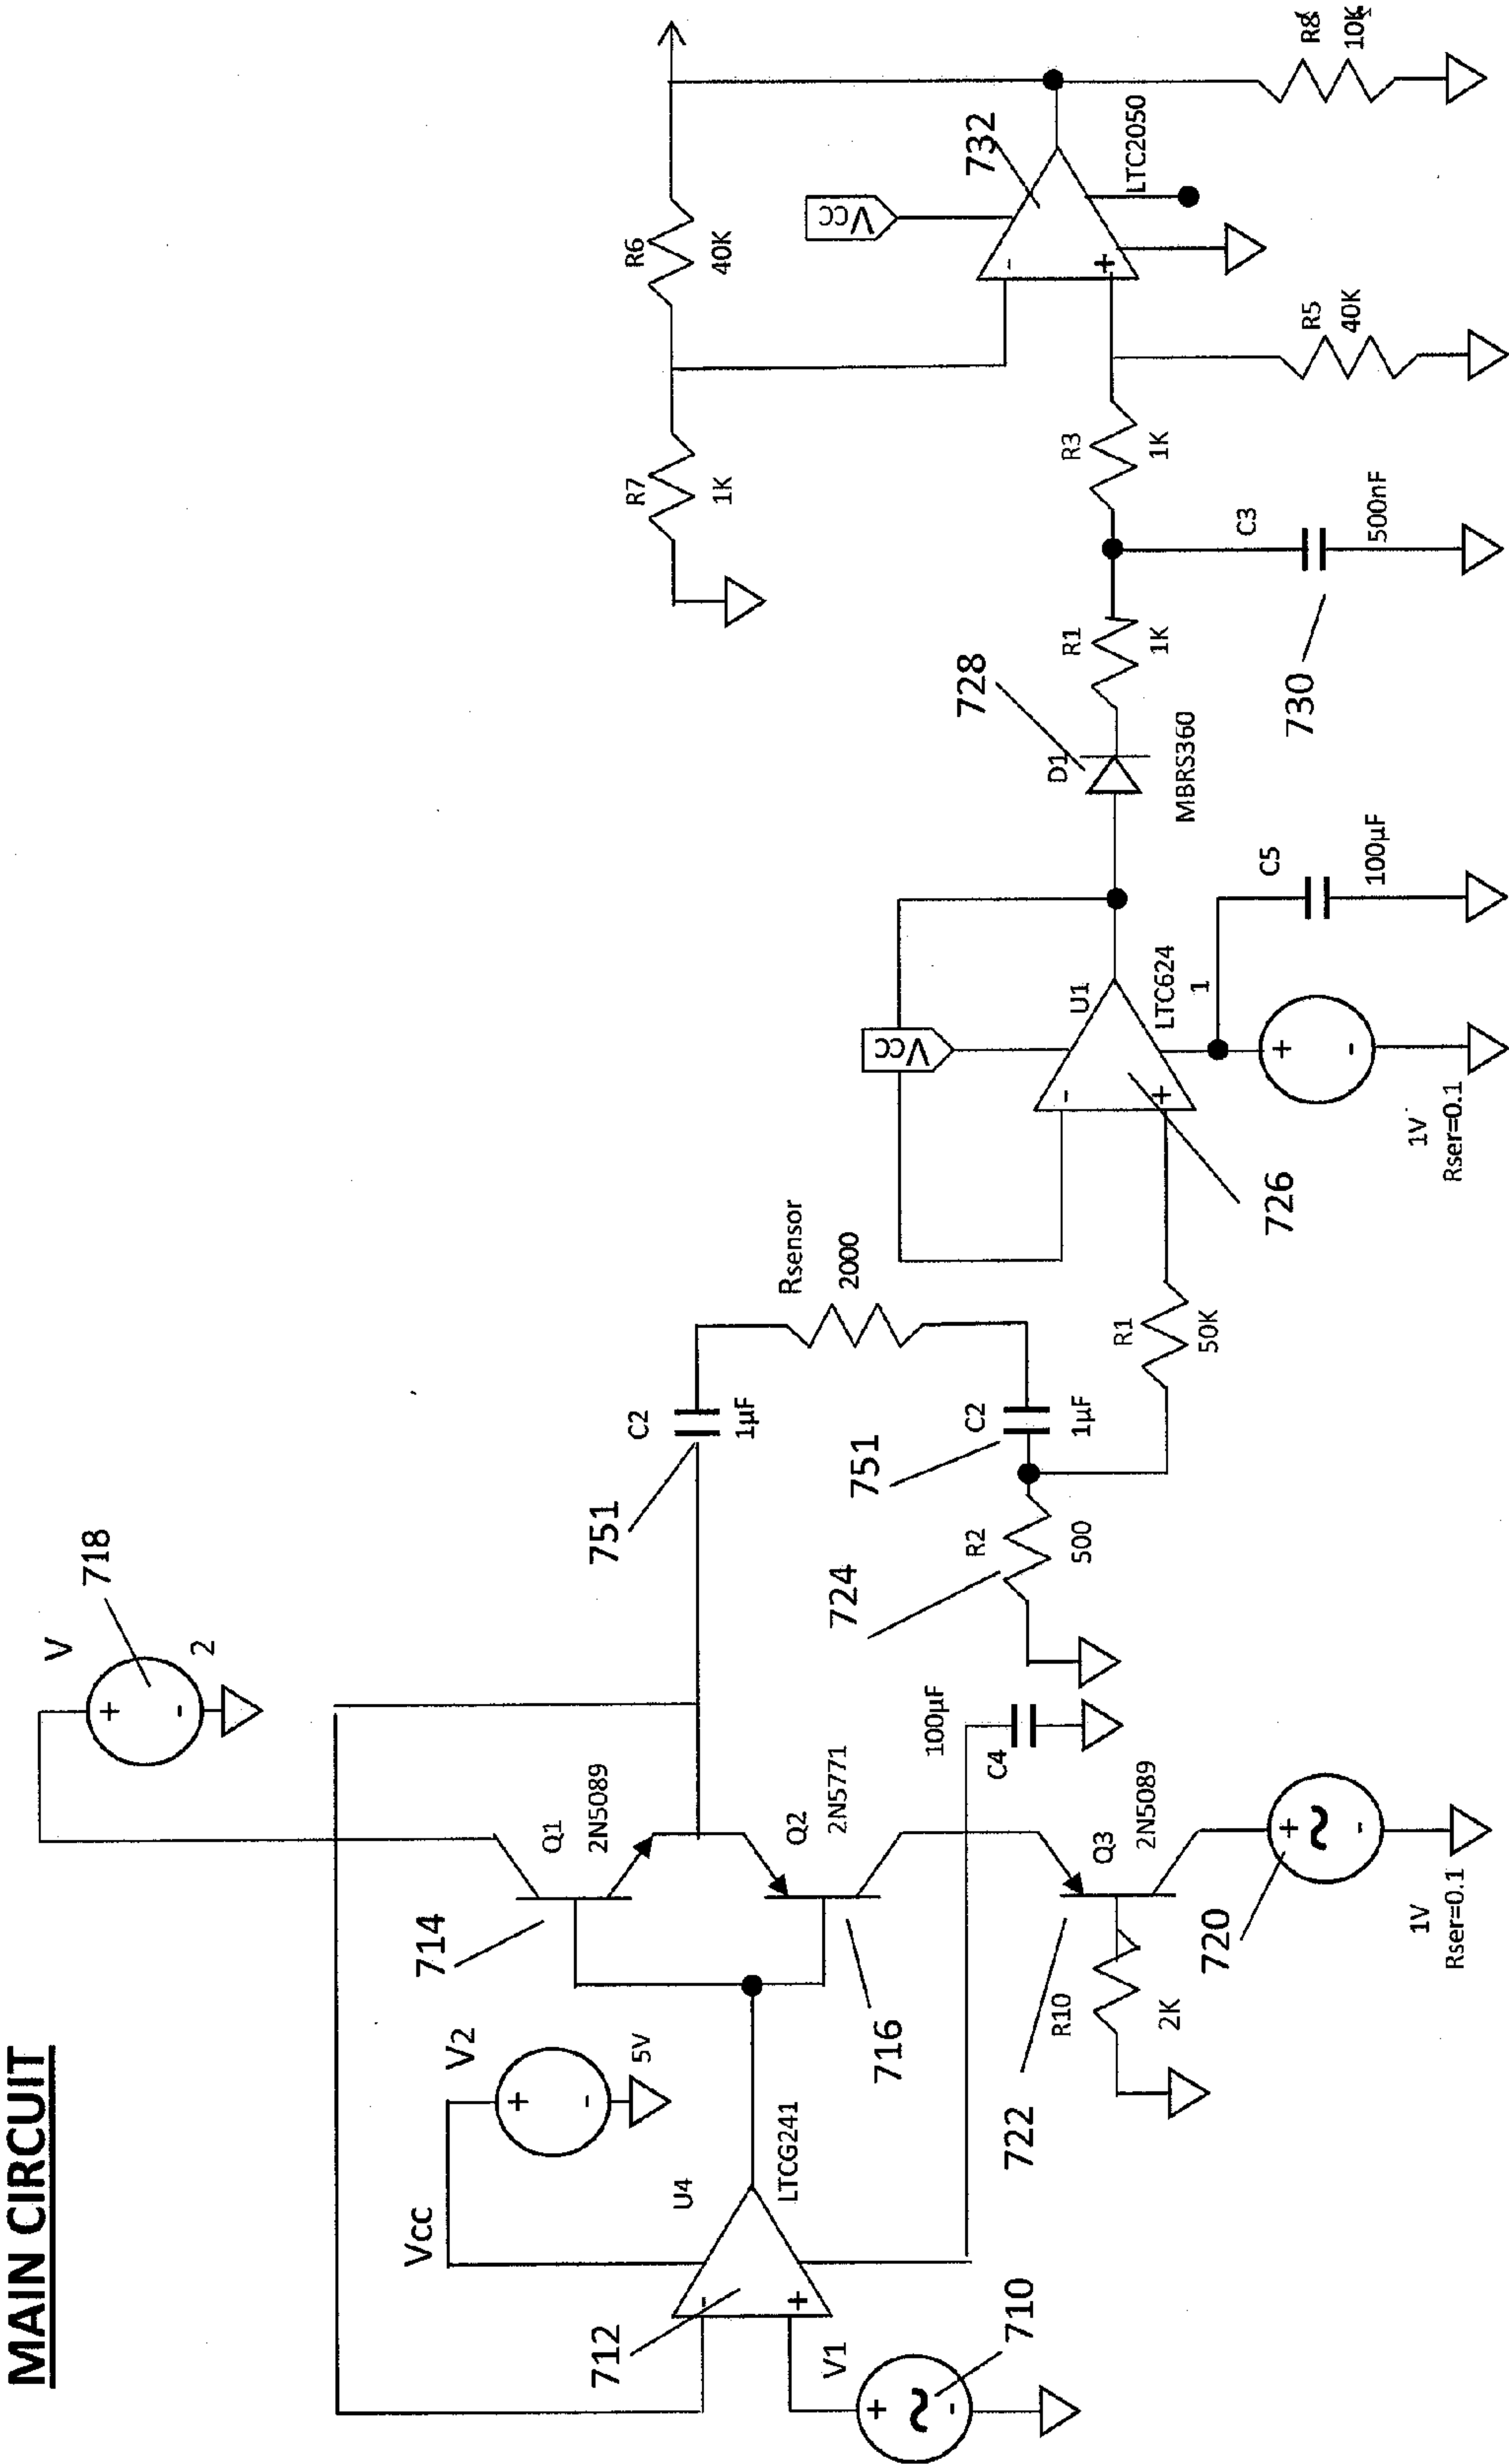 MAIN CIRCUIT
V
718
2
VCC
V2
5V
712
U4
LTCG241
V1
710
714
Q1
2N5089
716
Q2
2N5771
722
Q3
2N5089
R10
2K
720
1V
Rser=0.1
100µF
C4
751
C2
1µF
Rsensor
2000
751
C2
1µF
724
R2
500
R1
50K
VCC
U1
LTC624
1
726
1V
Rser=0.1
C5
100µF
728
D1
MBRS360
R1
1K
730
C3
500nF
R3
1K
R7
1K
R6
40K
VCC
732
LTC2050
R5
40K
R8
10K
+
-
+
-
-
+
+
-
+
-
-
+
+
-
-
+